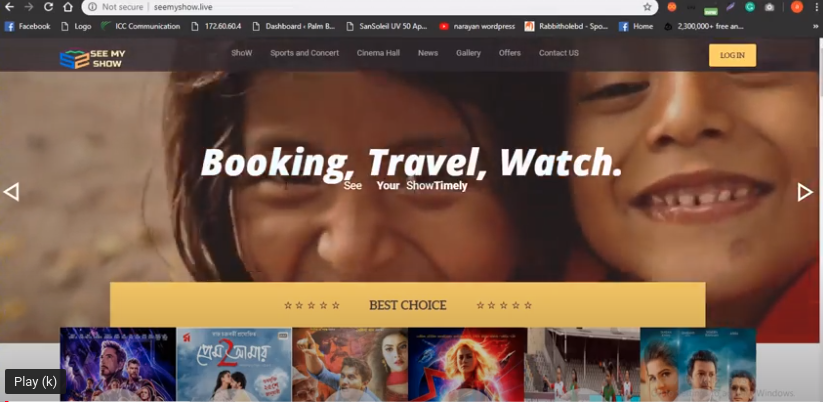 Not secure | seemyshow.live
Facebook Logo ICC Communication 172.60.60.4 Dashboard ‹ Palm B... SanSoleil UV 50 Ap... narayan wordpress Rabbitholebd - Spo... Home 2,300,000+ free an... »
SEE MY
SHOW
ShoW Sports and Concert Cinema Hall News Gallery Offers Contact US LOG IN
Booking, Travel, Watch.
See Your ShowTimely
BEST CHOICE
প্রেম আমার 2
Play (k)
Windows